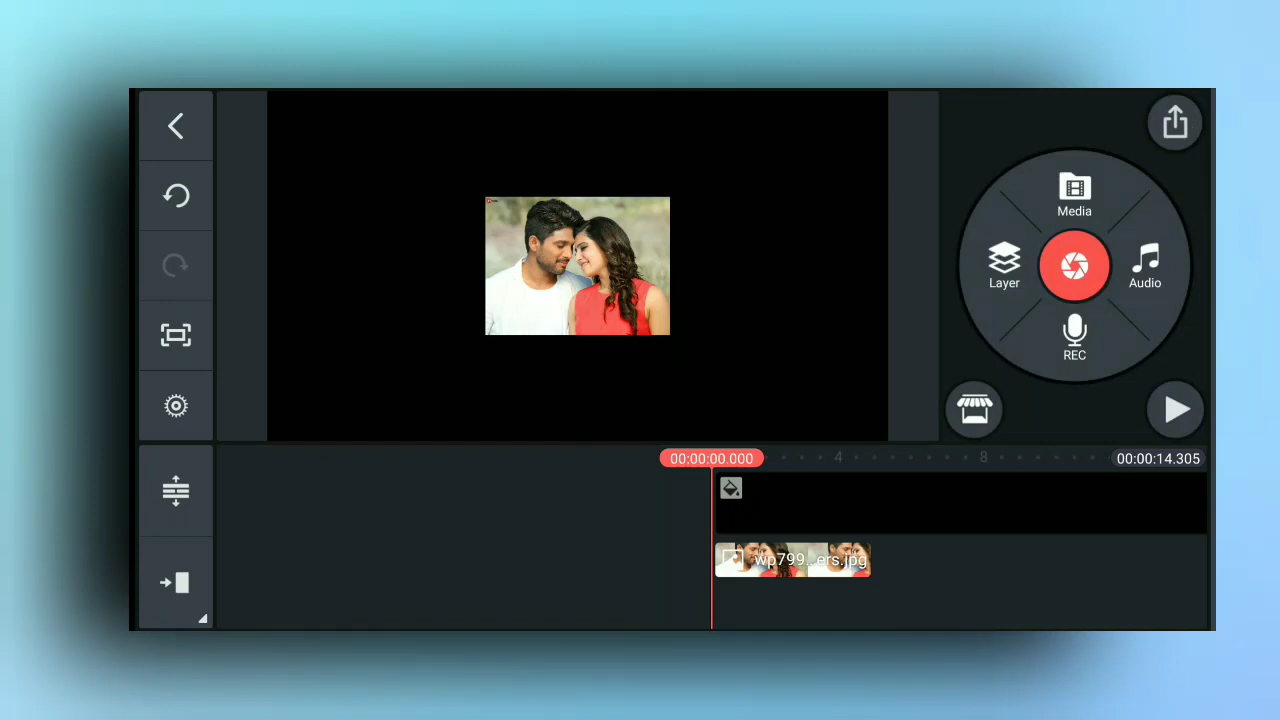 Media
Layer
Audio
REC
00:00:00.000
4
8
00:00:14.305
wp799...ers.jpg